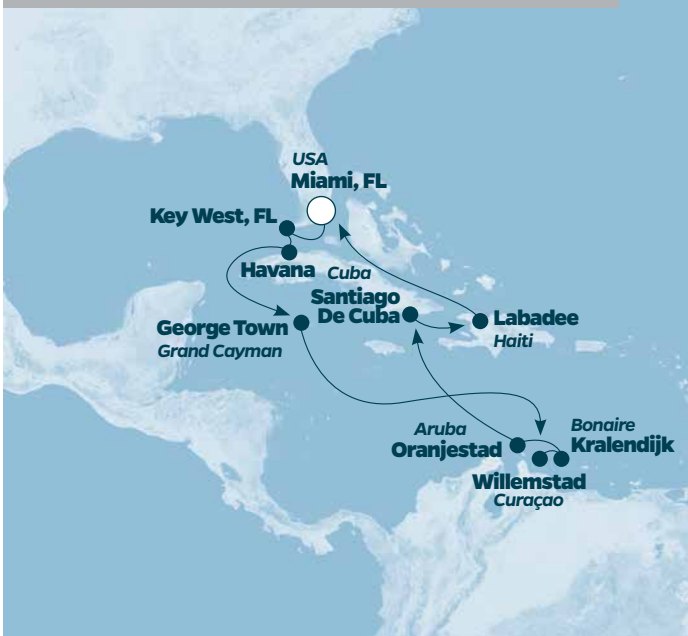 USA
Miami, FL
Key West, FL
Havana
Cuba
Santiago
De Cuba
George Town
Grand Cayman
Labadee
Haiti
Aruba
Oranjestad
Bonaire
Kralendijk
Willemstad
Curaçao